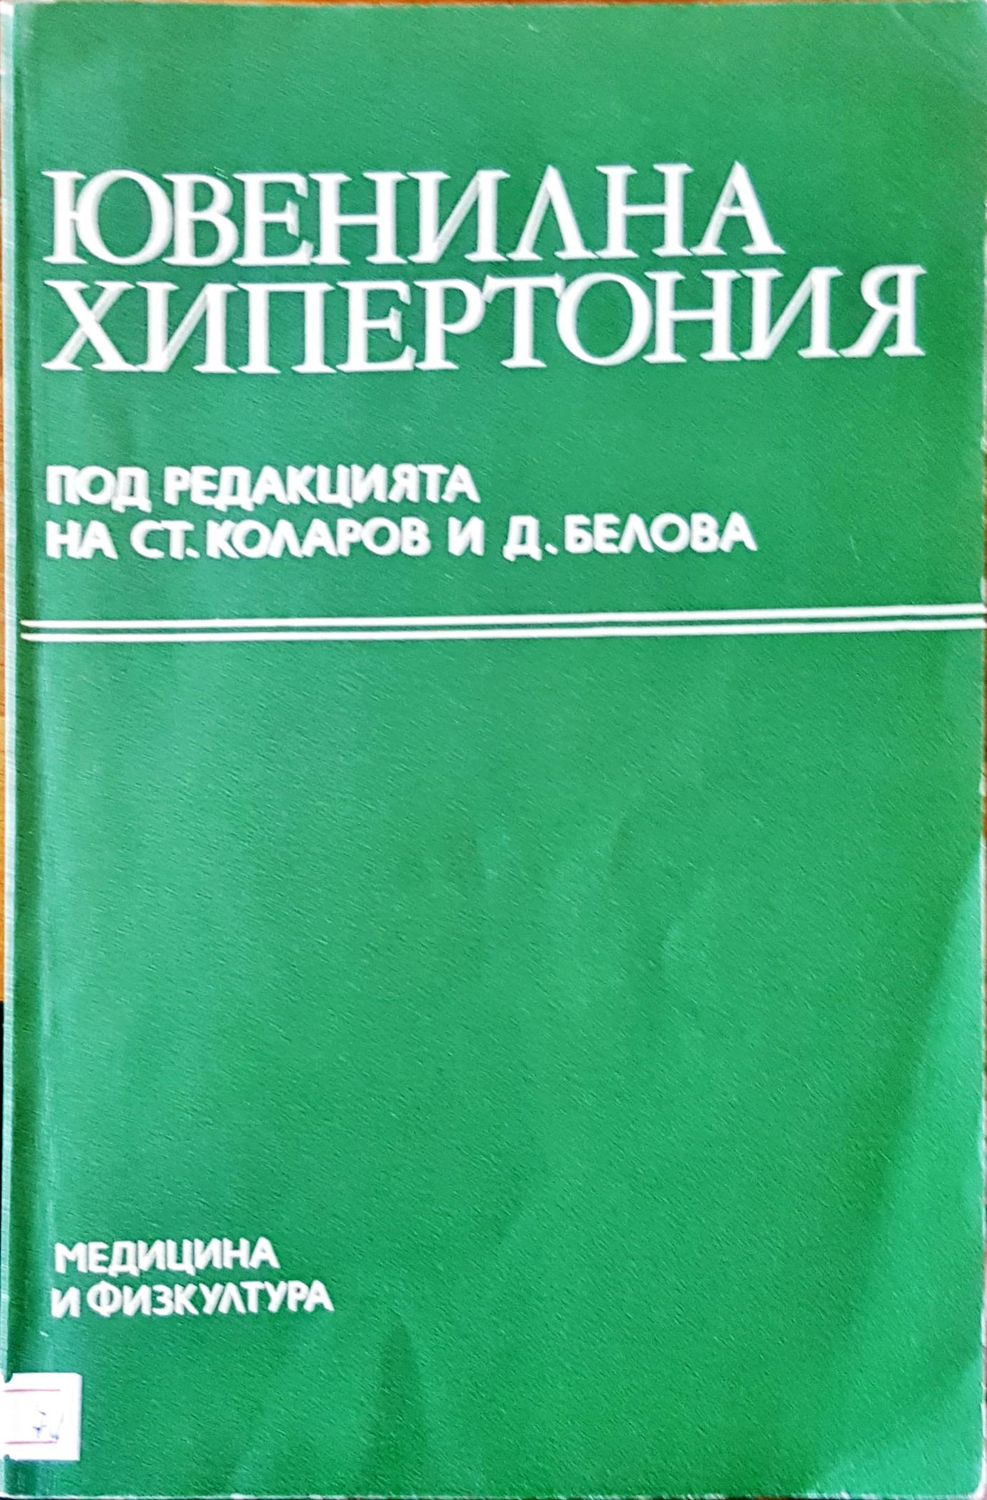 ЮВЕНИЛНА
ХИПЕРТОНИЯ
ПОД РЕДАКЦИЯТА
НА СТ. КОЛАРОВ И Д. БЕЛОВА
МЕДИЦИНА
И ФИЗКУЛТУРА